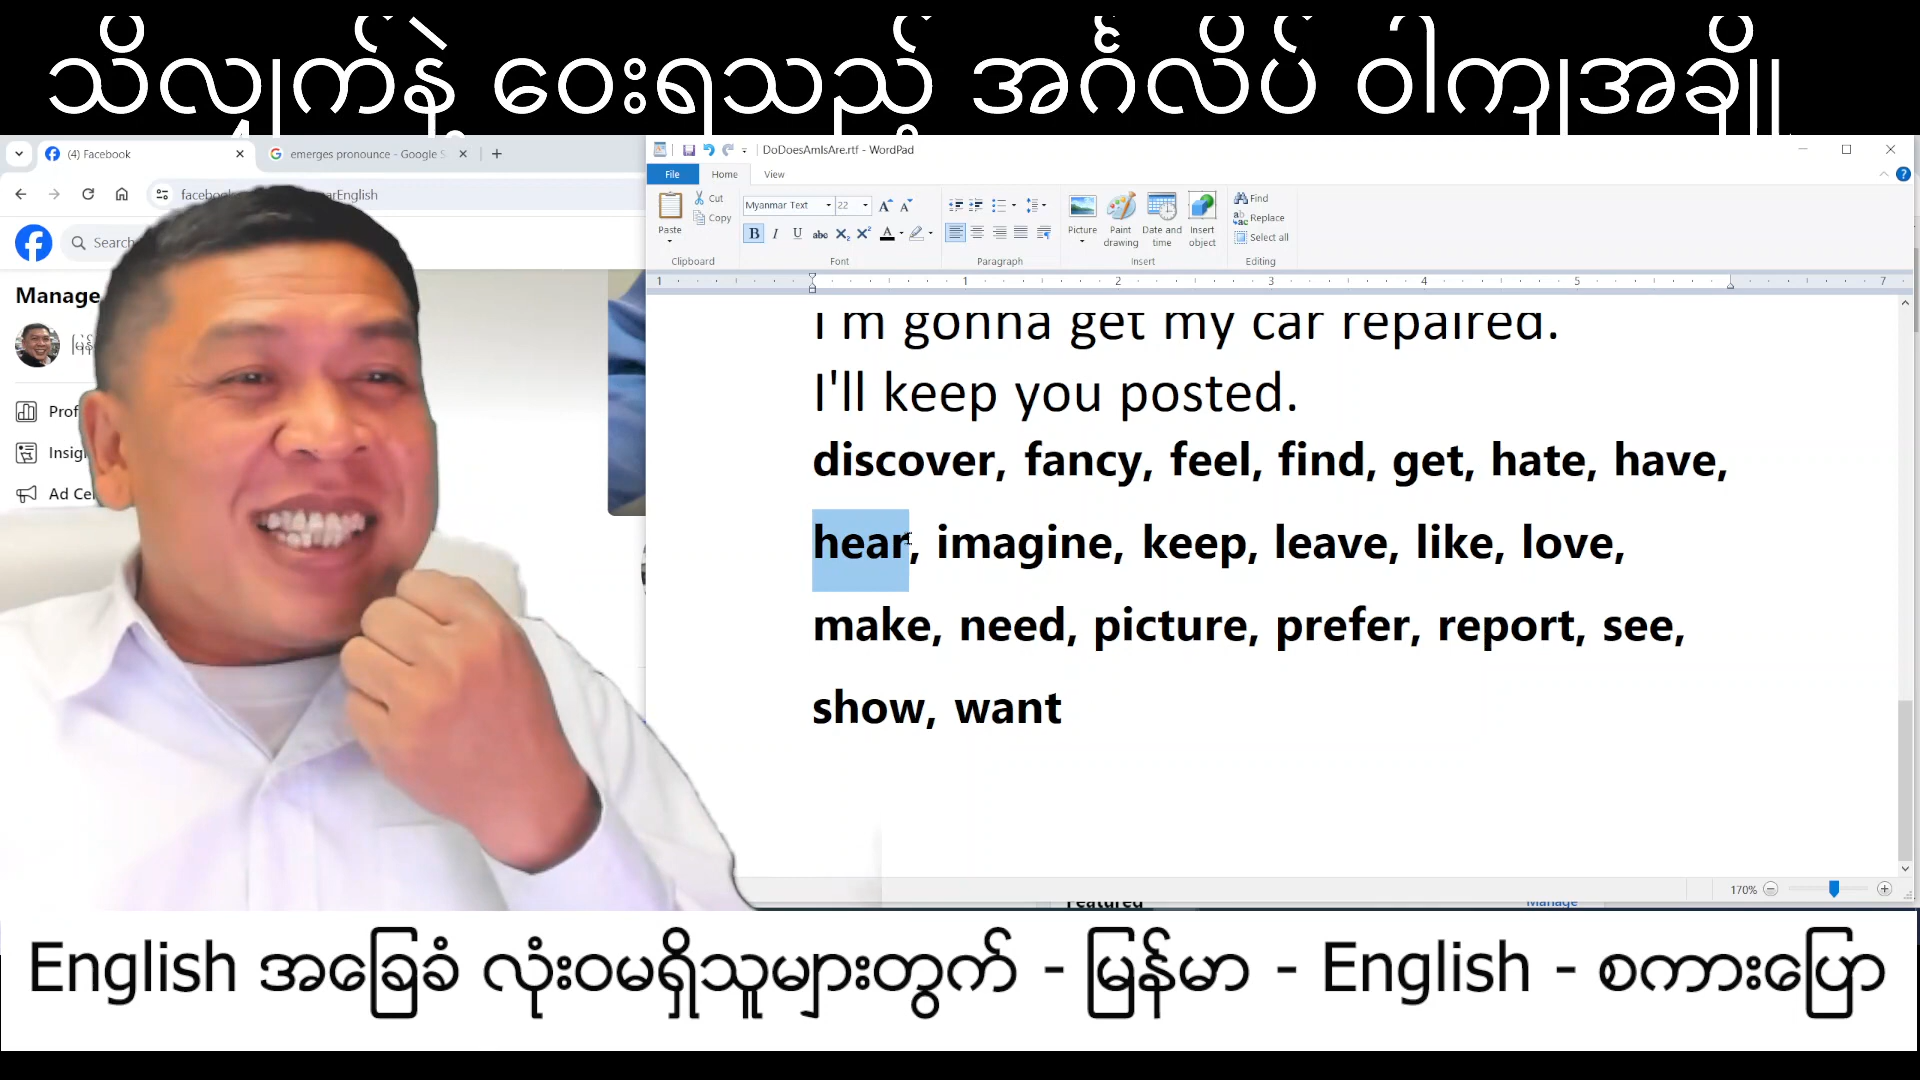 သိလျှက်နဲ့ ဝေးရသည့် အင်္ဂလိပ် ဝါကျအချို့
(4) Facebook
emerges pronounce - Google S
DoDoesAmIsAre.rtf - WordPad
File
Home
View
Myanmar Text
22
Cut
Copy
Paste
Find
Replace
Select all
Picture
Paint drawing
Date and time
Insert object
Clipboard
Font
Paragraph
Insert
Editing
Search
Manage
Prof
Insig
Ad Ce
I'm gonna get my car repaired.
I'll keep you posted.
discover, fancy, feel, find, get, hate, have,
hear, imagine, keep, leave, like, love,
make, need, picture, prefer, report, see,
show, want
170%
Featured
Manage
English အခြေခံ လုံးဝမရှိသူများတွက် - မြန်မာ - English - စကားပြော